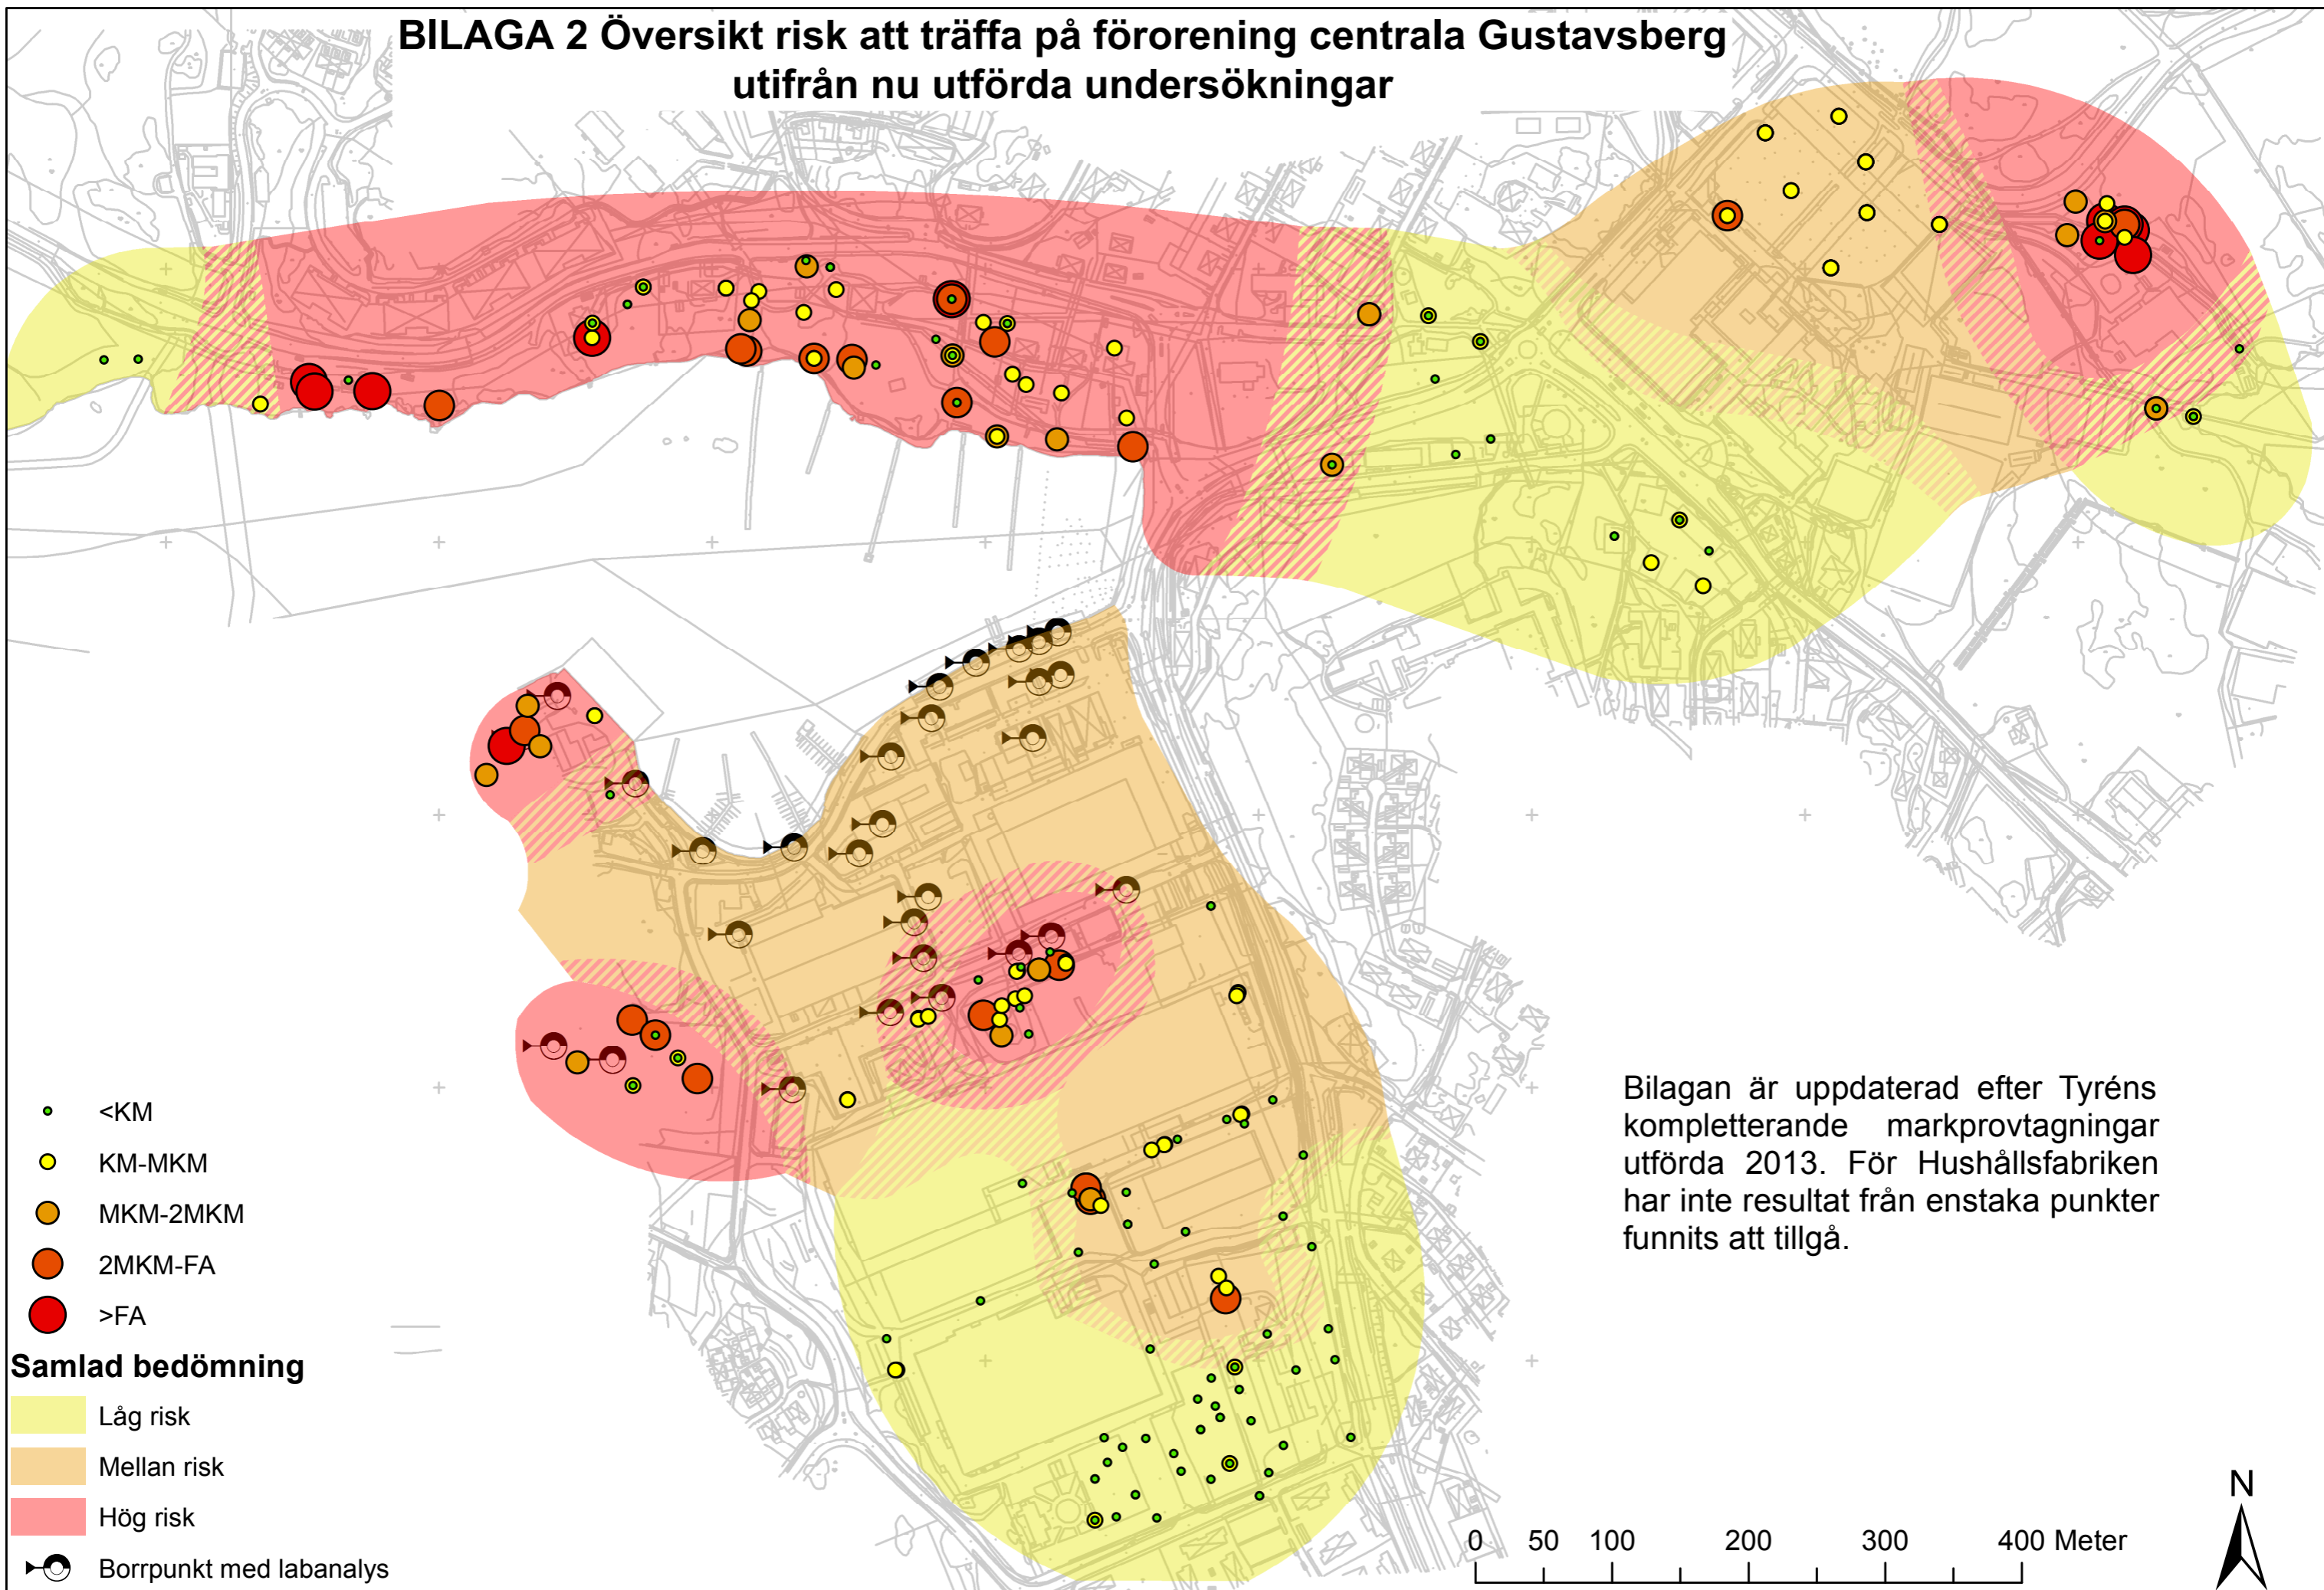 BILAGA 2 Översikt risk att träffa på förorening centrala Gustavsberg
utifrån nu utförda undersökningar
<KM
KM-MKM
MKM-2MKM
2MKM-FA
>FA
Samlad bedömning
Låg risk
Mellan risk
Hög risk
Borrpunkt med labanalys
Bilagan är uppdaterad efter Tyréns
kompletterande markprovtagningar
utförda 2013. För Hushållsfabriken
har inte resultat från enstaka punkter
funnits att tillgå.
N
0 50 100 200 300 400 Meter